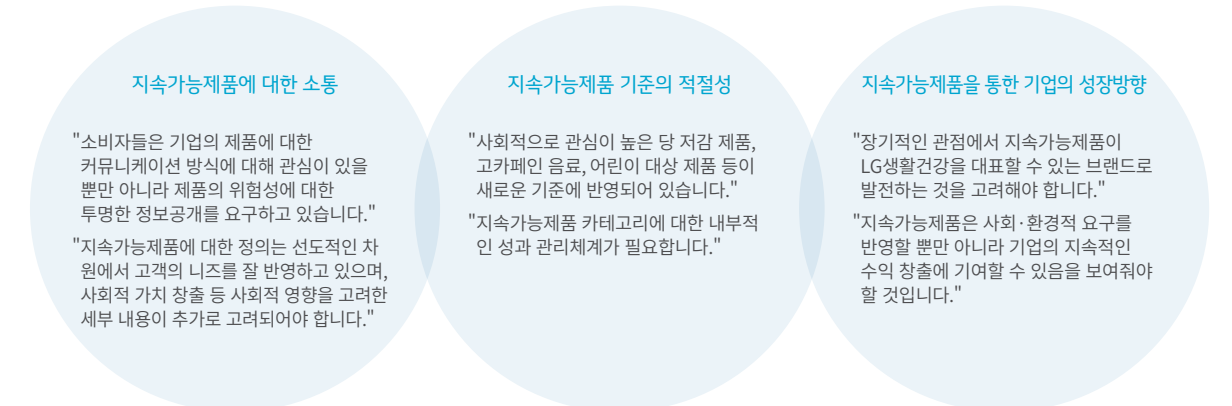 지속가능제품에 대한 소통
"소비자들은 기업의 제품에 대한
커뮤니케이션 방식에 대해 관심이 있을
뿐만 아니라 제품의 위험성에 대한
투명한 정보공개를 요구하고 있습니다."
"지속가능제품에 대한 정의는 선도적인 차
원에서 고객의 니즈를 잘 반영하고 있으며,
사회적 가치 창출 등 사회적 영향을 고려한
세부 내용이 추가로 고려되어야 합니다."
지속가능제품 기준의 적절성
"사회적으로 관심이 높은 당 저감 제품,
고카페인 음료, 어린이 대상 제품 등이
새로운 기준에 반영되어 있습니다."
"지속가능제품 카테고리에 대한 내부적
인 성과 관리체계가 필요합니다."
지속가능제품을 통한 기업의 성장방향
"장기적인 관점에서 지속가능제품이
LG생활건강을 대표할 수 있는 브랜드로
발전하는 것을 고려해야 합니다."
"지속가능제품은 사회·환경적 요구를
반영할 뿐만 아니라 기업의 지속적인
수익 창출에 기여할 수 있음을 보여줘야
할 것입니다."